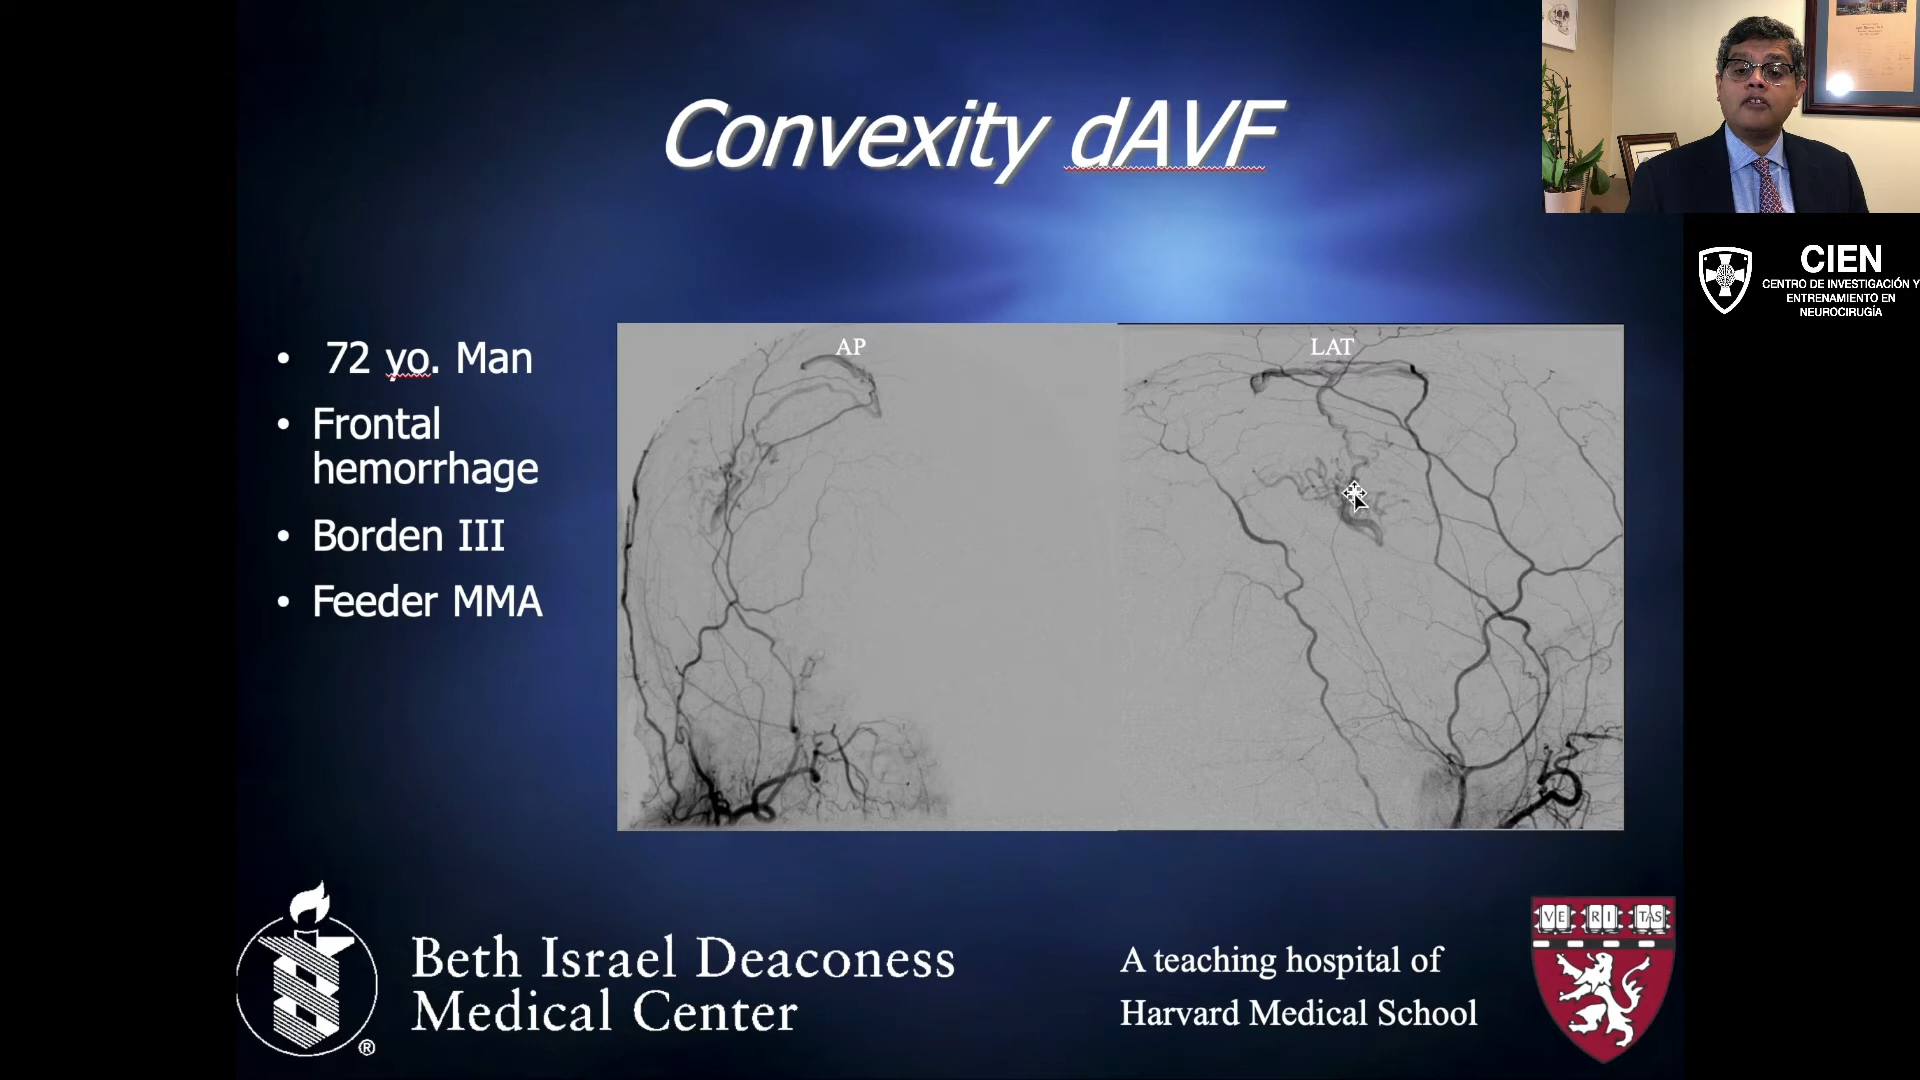 Convexity dAVF
CIEN
CENTRO DE INVESTIGACIÓN Y
ENTRENAMIENTO EN
NEUROCIRUGÍA
• 72 yo. Man
• Frontal
hemorrhage
• Borden III
• Feeder MMA
AP
LAT
Beth Israel Deaconess
Medical Center
®
A teaching hospital of
Harvard Medical School
VE RI TAS